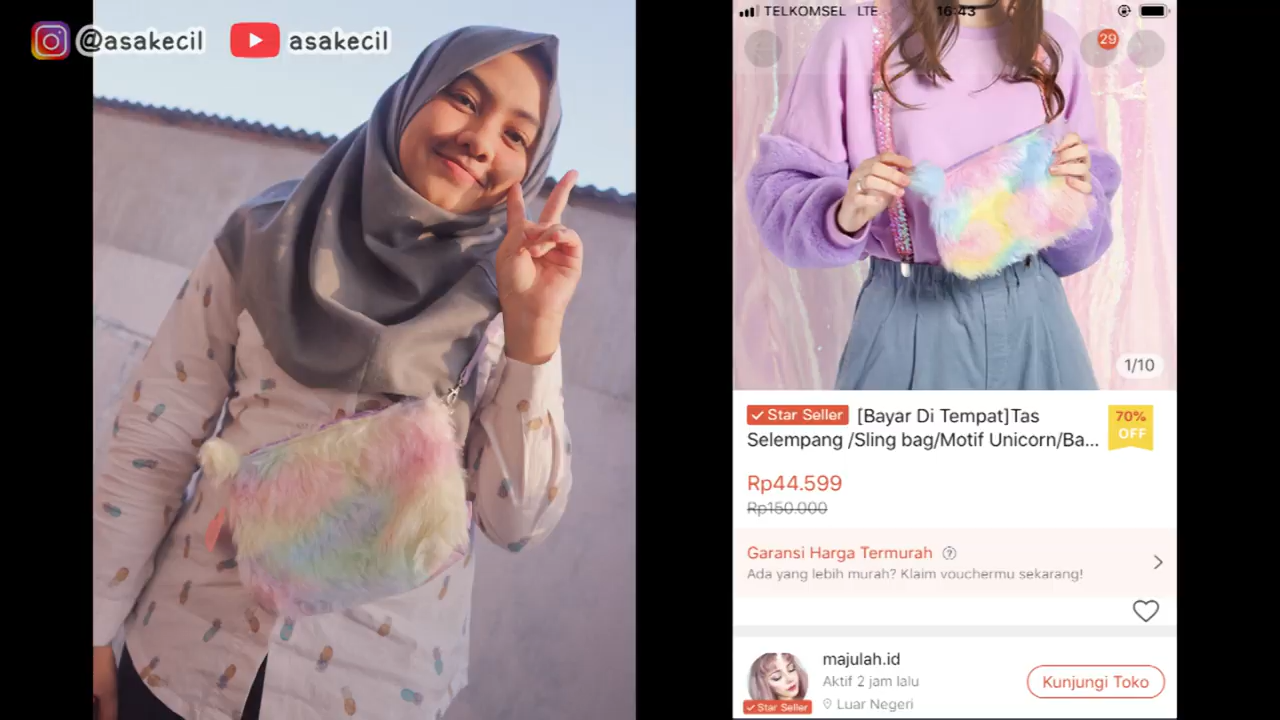 @asakecil
asakecil
TELKOMSEL LTE
16:43
29
1/10
Star Seller [Bayar Di Tempat]Tas
Selempang /Sling bag/Motif Unicorn/Ba...
70%
OFF
Rp44.599
Rp150.000
Garansi Harga Termurah ?
Ada yang lebih murah? Klaim vouchermu sekarang!
majulah.id
Aktif 2 jam lalu
Luar Negeri
Star Seller
Kunjungi Toko